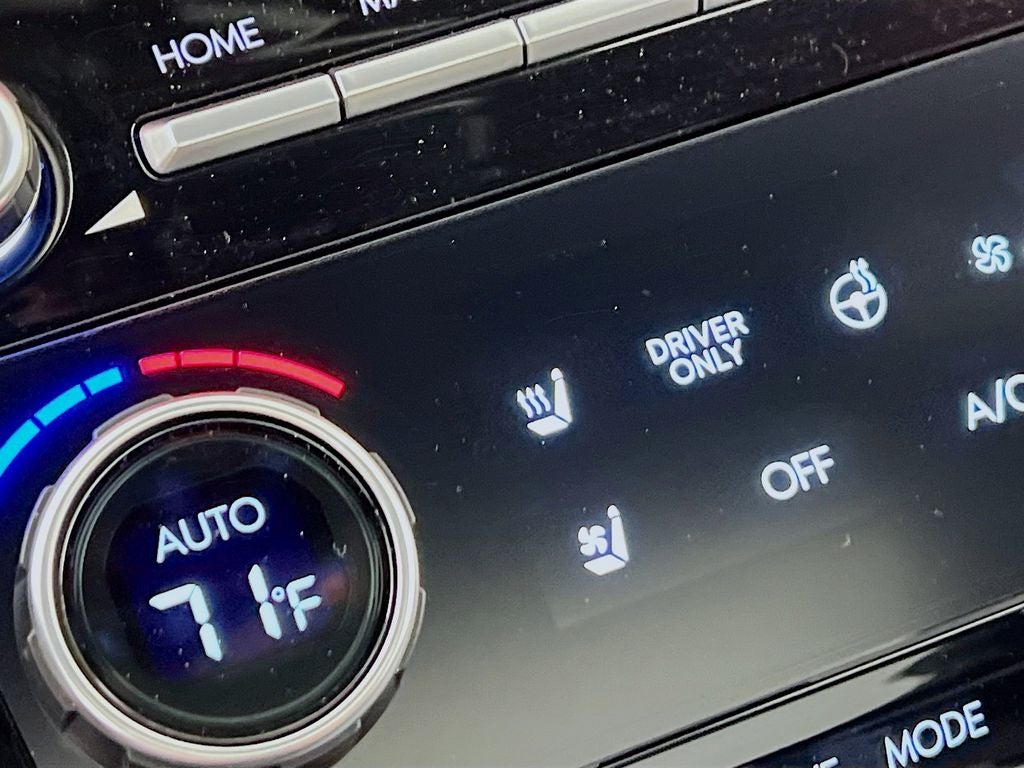 HOME
DRIVER
ONLY
A/C
OFF
AUTO
71°F
MODE